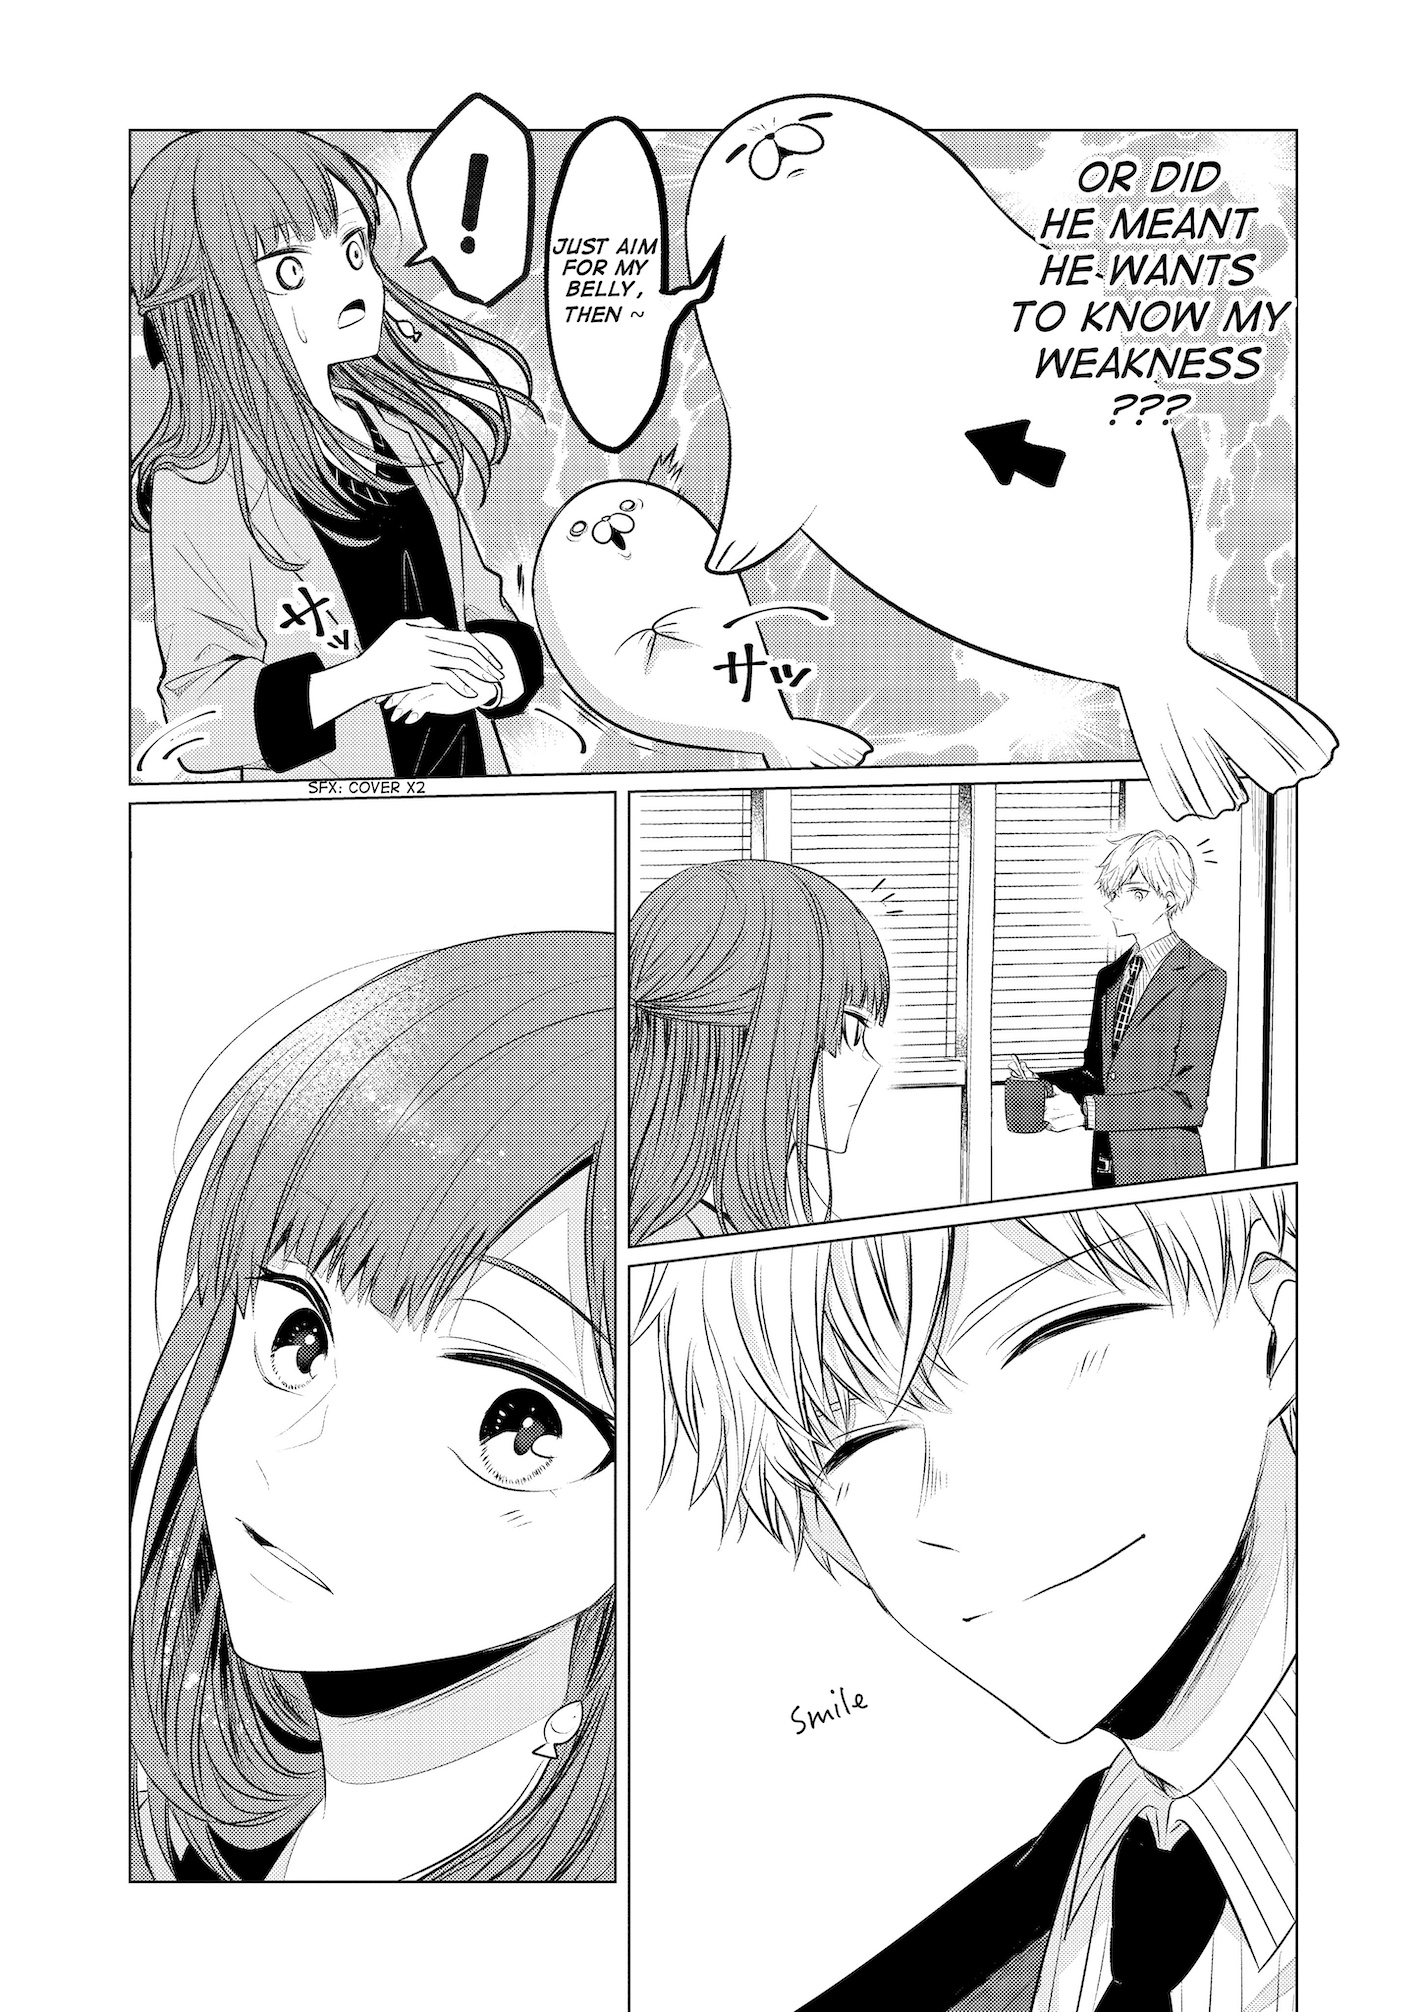 OR DID
HE MEANT
HE WANTS
TO KNOW MY
WEAKNESS
???
JUST AIM
FOR MY
BELLY,
THEN ~
!
サッ
サッ
SFX: COVER X2
Smile